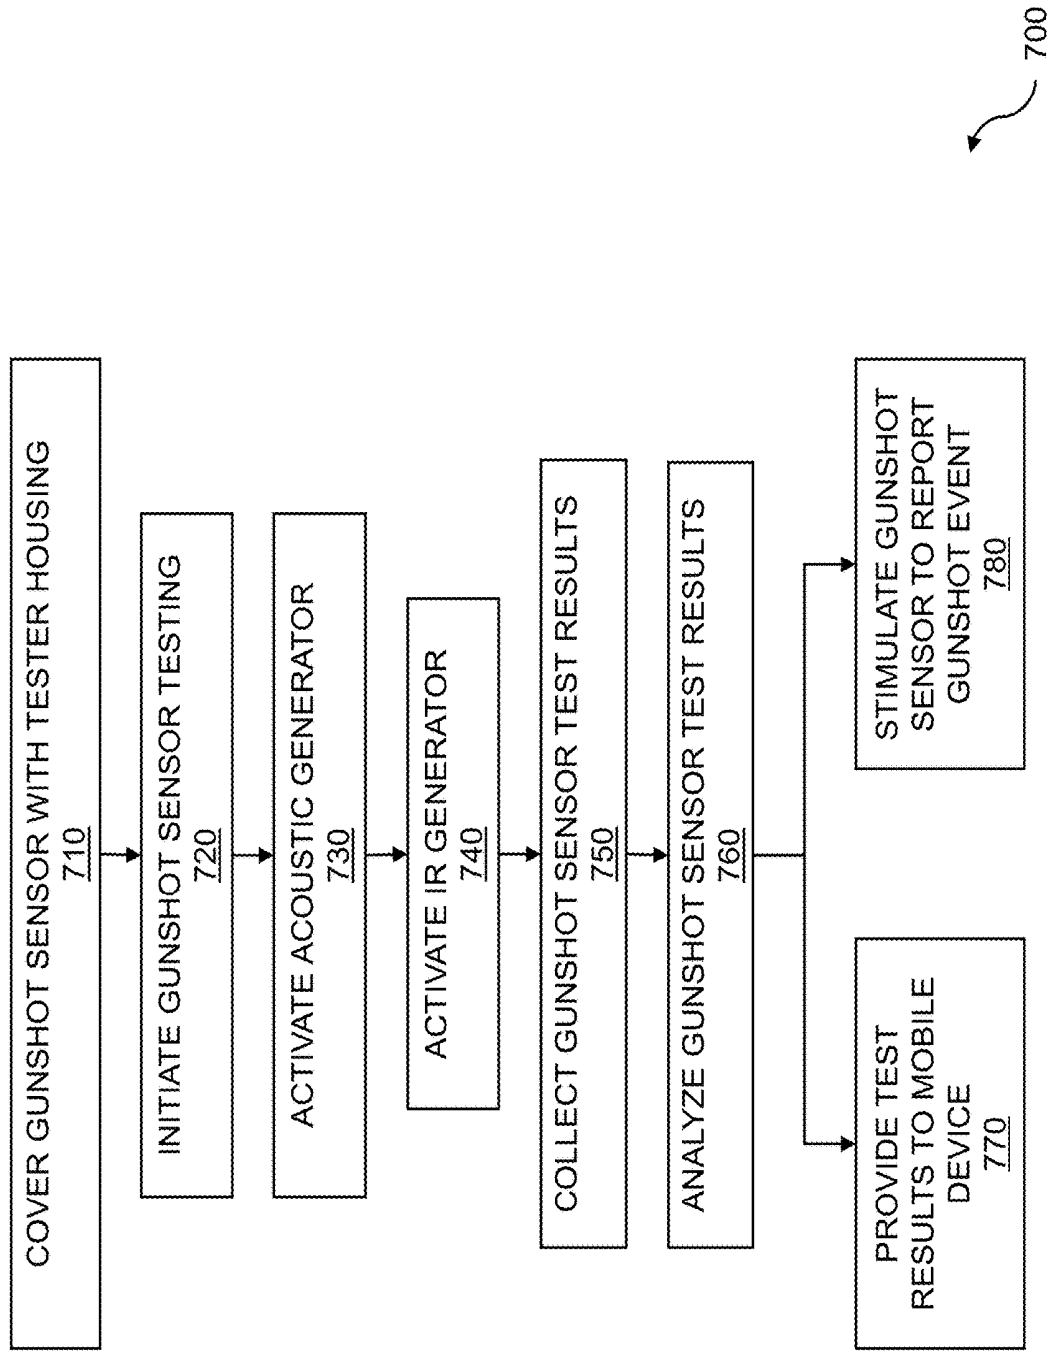 700
COVER GUNSHOT SENSOR WITH TESTER HOUSING
710
INITIATE GUNSHOT SENSOR TESTING
720
ACTIVATE ACOUSTIC GENERATOR
730
ACTIVATE IR GENERATOR
740
COLLECT GUNSHOT SENSOR TEST RESULTS
750
ANALYZE GUNSHOT SENSOR TEST RESULTS
760
PROVIDE TEST
RESULTS TO MOBILE
DEVICE
770
STIMULATE GUNSHOT
SENSOR TO REPORT
GUNSHOT EVENT
780